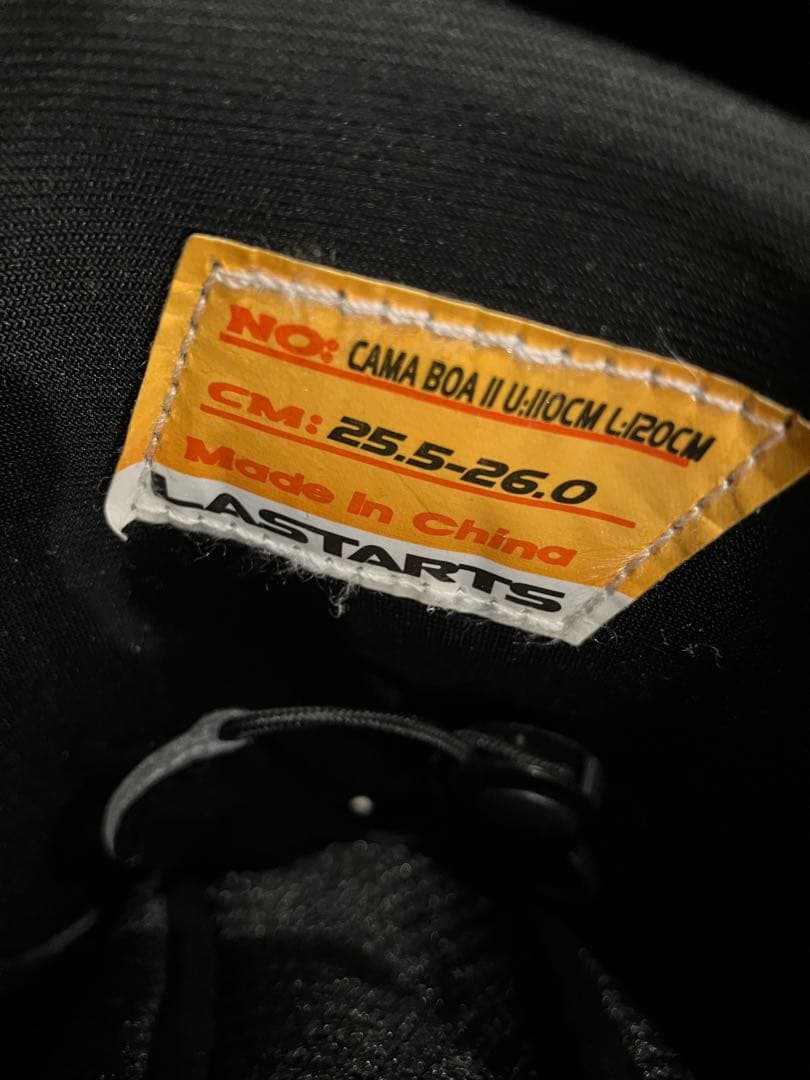 NO: CAMA BOA II U:110CM L:120CM
CM: 25.5-26.0
Made In China
LASTARTS